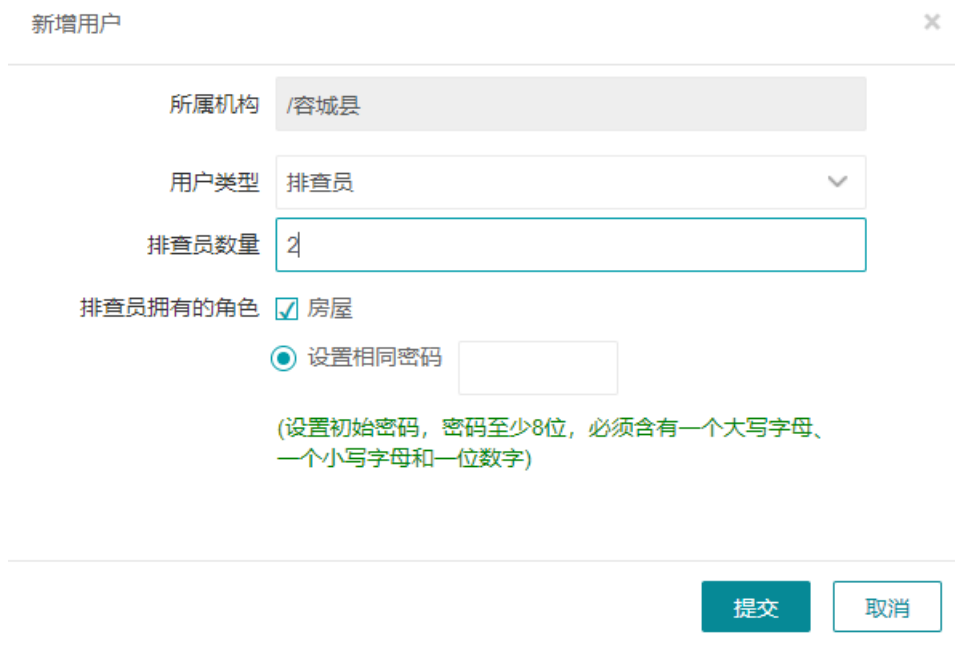 新增用户
所属机构 /容城县
用户类型 排查员
排查员数量 2
排查员拥有的角色 房屋
设置相同密码
(设置初始密码，密码至少8位，必须含有一个大写字母、
一个小写字母和一位数字)
提交 取消